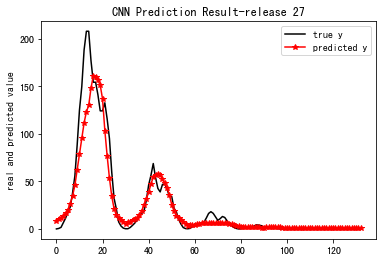 CNN Prediction Result-release 27
true y
predicted y
real and predicted value
200
150
100
50
0
0 20 40 60 80 100 120